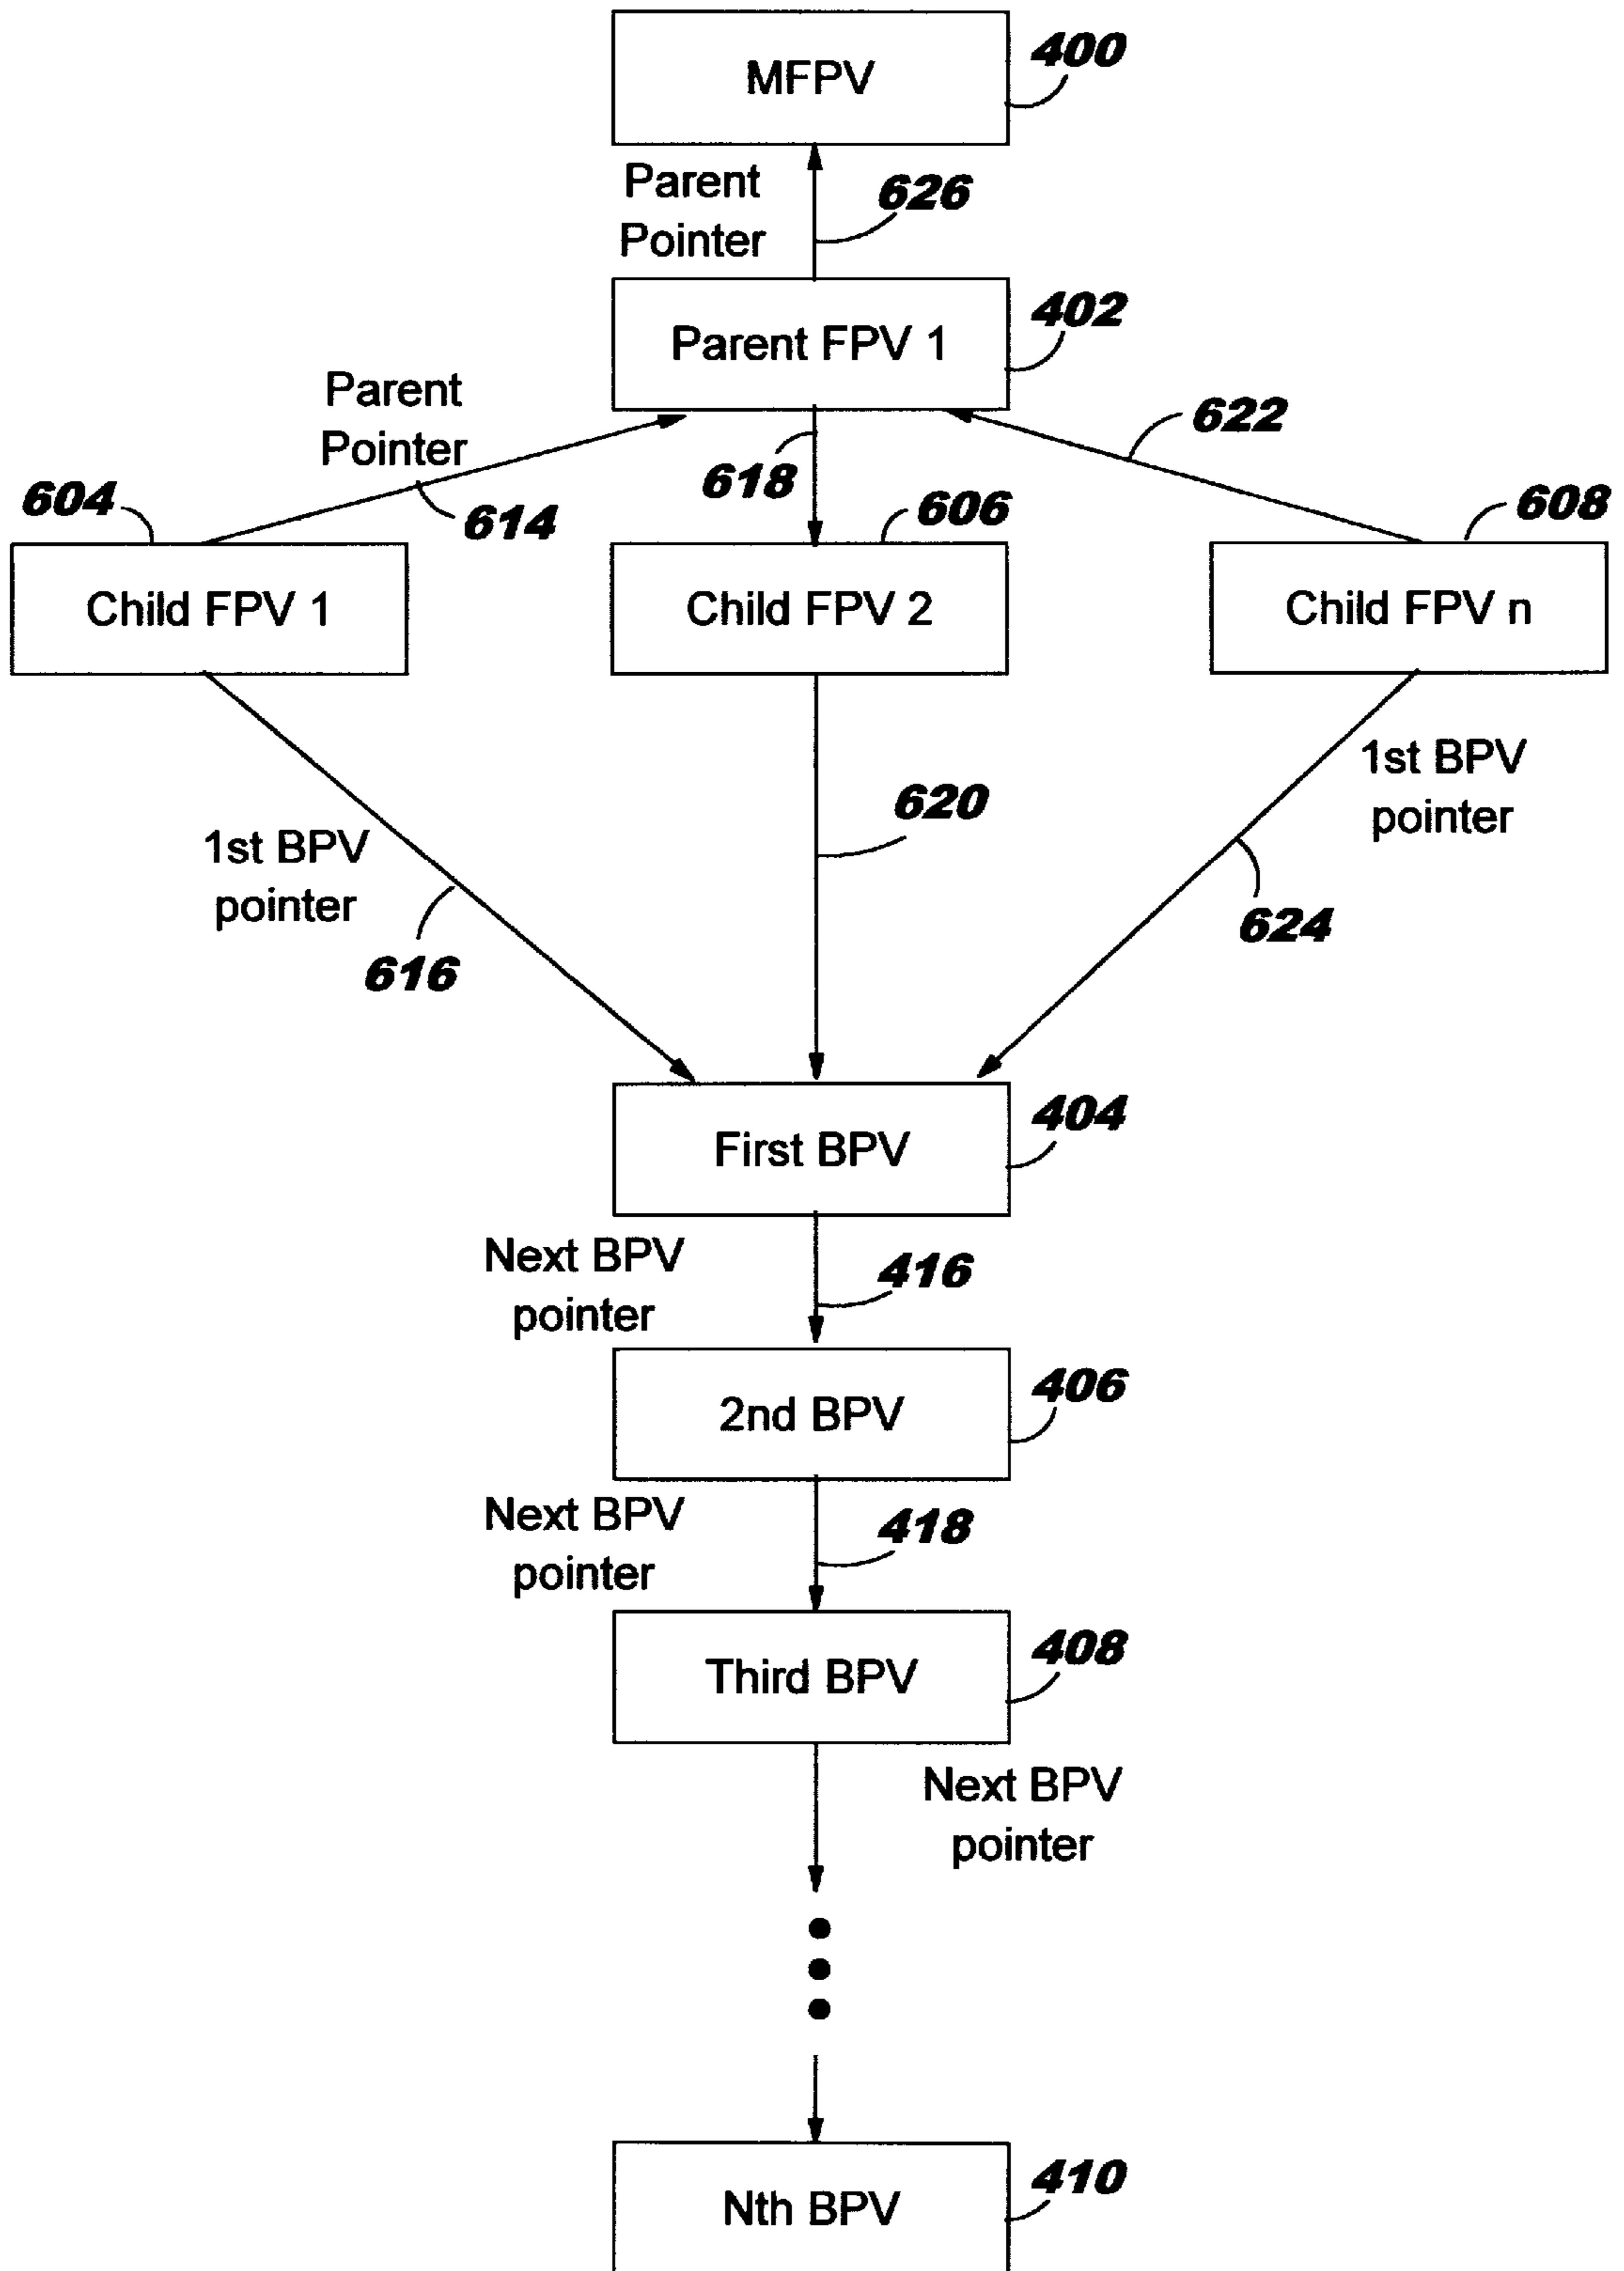 MFPV
400
Parent
Pointer
626
Parent FPV 1
402
Parent
Pointer
614
618
622
604
606
608
Child FPV 1
Child FPV 2
Child FPV n
1st BPV
pointer
616
620
1st BPV
pointer
624
First BPV
404
Next BPV
pointer
416
2nd BPV
406
Next BPV
pointer
418
Third BPV
408
Next BPV
pointer
Nth BPV
410